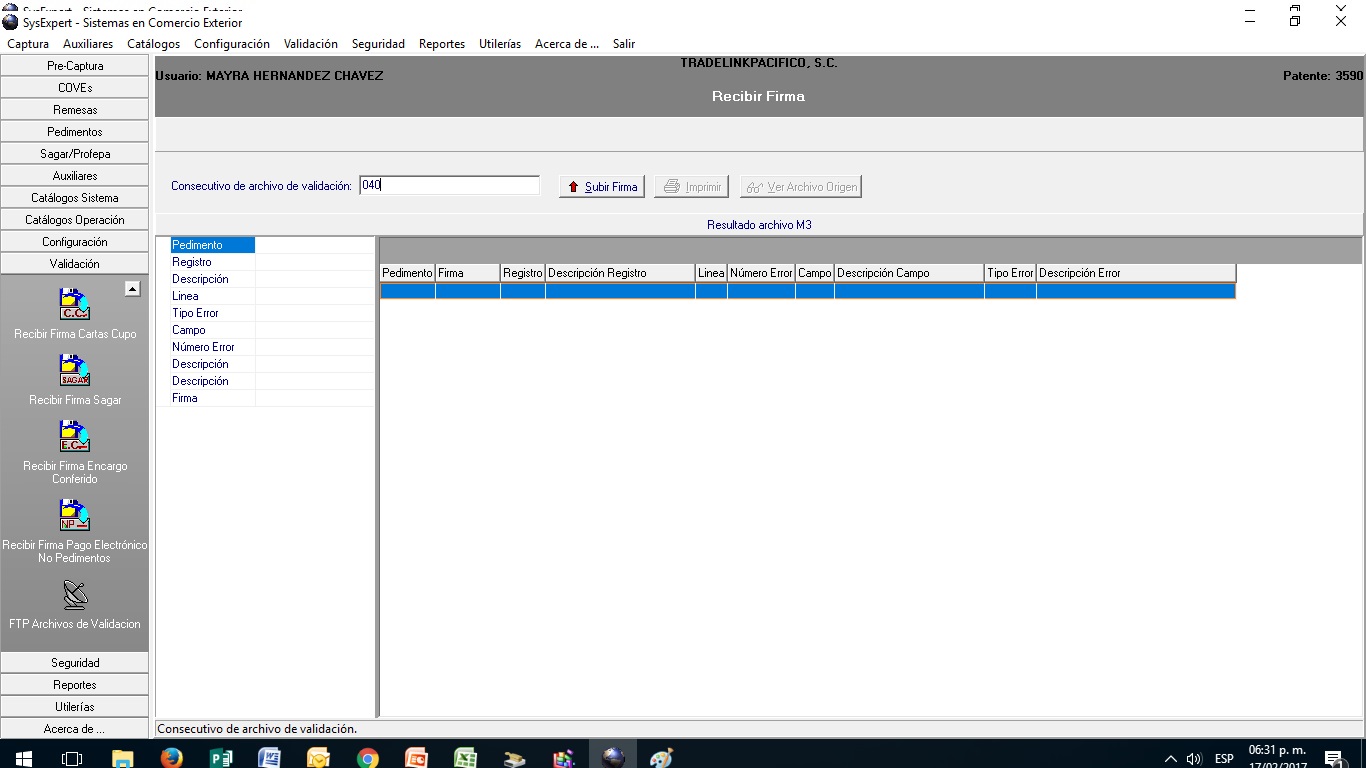 SysExpert - Sistemas en Comercio Exterior
SysExpert - Sistemas en Comercio Exterior
Captura Auxiliares Catálogos Configuración Validación Seguridad Reportes Utilerías Acerca de ... Salir
Pre-Captura
COVEs
Remesas
Pedimentos
Sagar/Profepa
Auxiliares
Catálogos Sistema
Catálogos Operación
Configuración
Validación
C.C.
Recibir Firma Cartas Cupo
SAGAR
Recibir Firma Sagar
E.C.
Recibir Firma Encargo
Conferido
NP
Recibir Firma Pago Electrónico
No Pedimentos
FTP Archivos de Validacion
Seguridad
Reportes
Utilerías
Acerca de ...
TRADELINKPACIFICO, S.C.
Usuario: MAYRA HERNANDEZ CHAVEZ
Patente: 3590
Recibir Firma
Consecutivo de archivo de validación: 040 Subir Firma Imprimir Ver Archivo Origen
Resultado archivo M3
Pedimento
Registro
Descripción
Linea
Tipo Error
Campo
Número Error
Descripción
Descripción
Firma
Pedimento Firma Registro Descripción Registro Linea Número Error Campo Descripción Campo Tipo Error Descripción Error
Consecutivo de archivo de validación.
ESP
06:31 p. m.
17/02/2017